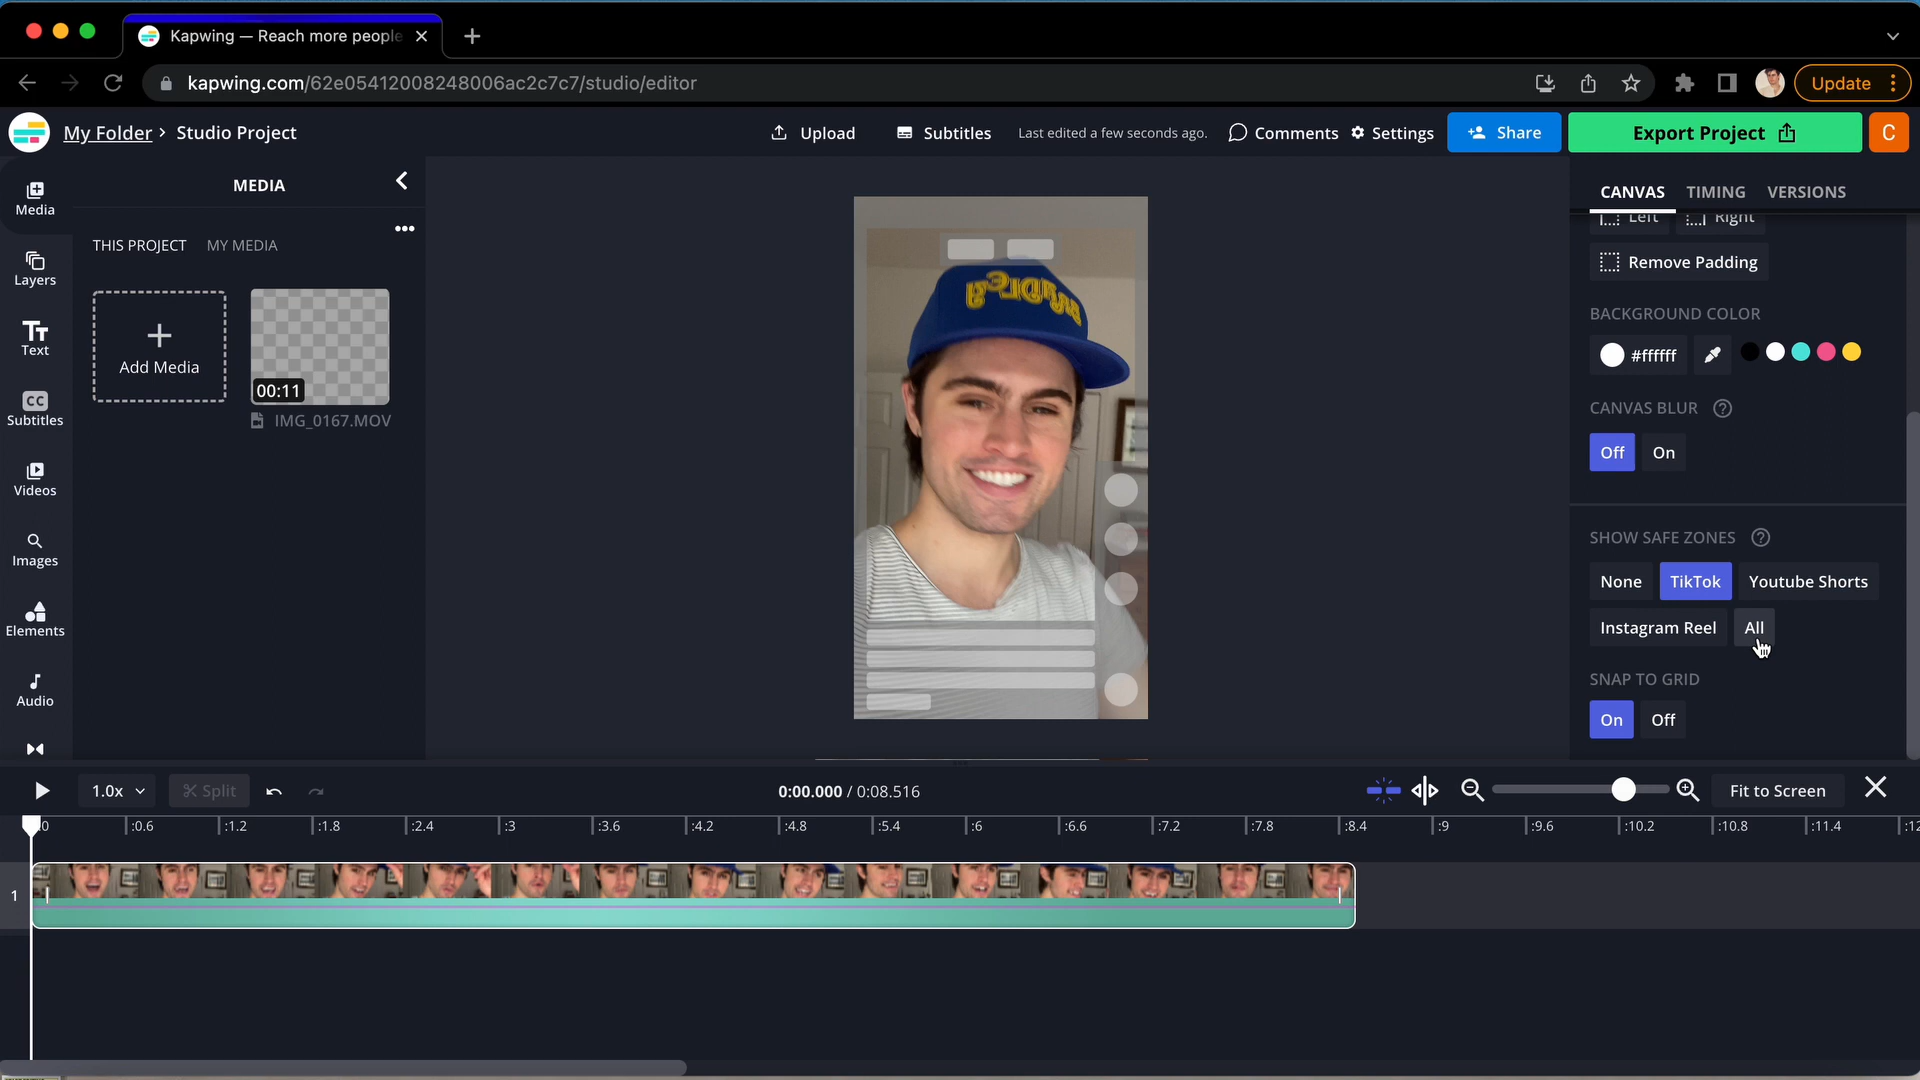 Kapwing — Reach more people
kapwing.com/62e05412008248006ac2c7c7/studio/editor
Update
My Folder > Studio Project
Upload
Subtitles
Last edited a few seconds ago.
Comments
Settings
Share
Export Project
C
Media
Layers
Text
CC
Subtitles
Videos
Images
Elements
Audio
MEDIA
THIS PROJECT
MY MEDIA
Add Media
00:11
IMG_0167.MOV
CANVAS
TIMING
VERSIONS
Left
Right
Remove Padding
BACKGROUND COLOR
#ffffff
CANVAS BLUR
Off
On
SHOW SAFE ZONES
None
TikTok
Youtube Shorts
Instagram Reel
All
SNAP TO GRID
On
Off
1.0x
Split
0:00.000 / 0:08.516
Fit to Screen
:0 :0.6 :1.2 :1.8 :2.4 :3 :3.6 :4.2 :4.8 :5.4 :6 :6.6 :7.2 :7.8 :8.4 :9 :9.6 :10.2 :10.8 :11.4 :12
1